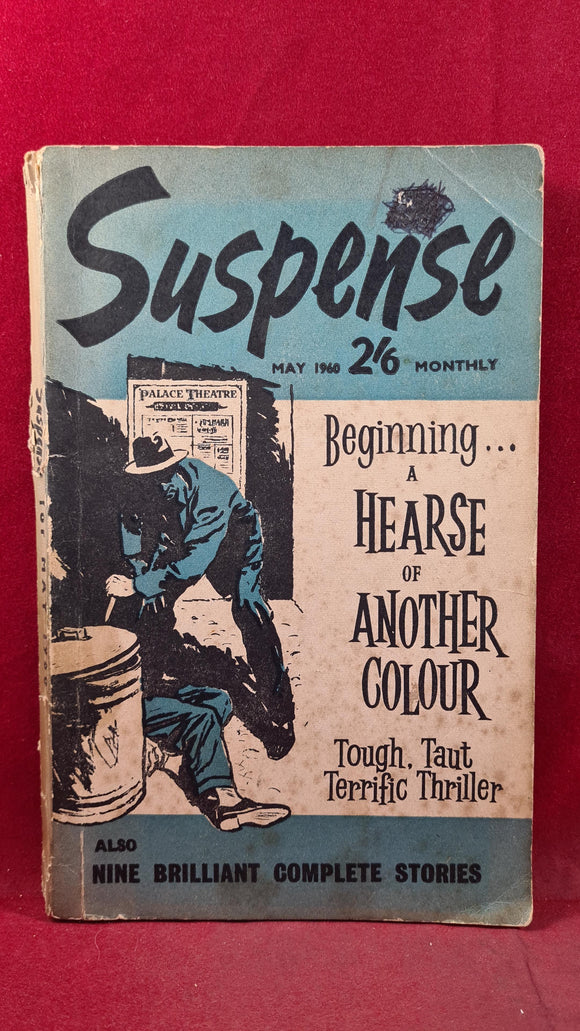 Suspense
MAY 1960 2/6 MONTHLY
PALACE THEATRE
Beginning...
A
HEARSE
OF
ANOTHER
COLOUR
Tough, Taut
Terrific Thriller
ALSO
NINE BRILLIANT COMPLETE STORIES